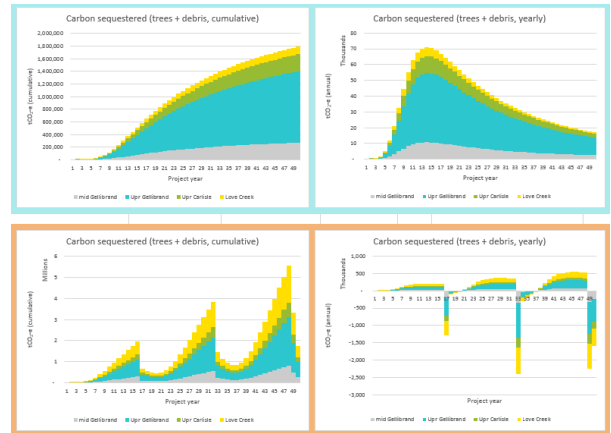 Carbon sequestered (trees + debris, cumulative)
2,000,000
1,800,000
1,600,000
1,400,000
1,200,000
1,000,000
800,000
600,000
400,000
200,000
-
tCO₂-e (cumulative)
1 3 5 7 9 11 13 15 17 19 21 23 25 27 29 31 33 35 37 39 41 43 45 47 49
Project year
mid Gellibrand Upr Gellibrand Upr Carlisle Love Creek
Carbon sequestered (trees + debris, yearly)
Thousands
80
70
60
50
40
30
20
10
-
tCO₂-e (annual)
1 3 5 7 9 11 13 15 17 19 21 23 25 27 29 31 33 35 37 39 41 43 45 47 49
Project year
mid Gellibrand Upr Gellibrand Upr Carlisle Love Creek
Carbon sequestered (trees + debris, cumulative)
Millions
6
5
4
3
2
1
-
tCO₂-e (cumulative)
1 3 5 7 9 11 13 15 17 19 21 23 25 27 29 31 33 35 37 39 41 43 45 47 49
Project year
mid Gellibrand Upr Gellibrand Upr Carlisle Love Creek
Carbon sequestered (trees + debris, yearly)
Thousands
1,000
500
-
-500
-1,000
-1,500
-2,000
-2,500
-3,000
tCO₂-e (annual)
1 3 5 7 9 11 13 15 17 19 21 23 25 27 29 31 33 35 37 39 41 43 45 47 49
Project year
mid Gellibrand Upr Gellibrand Upr Carlisle Love Creek